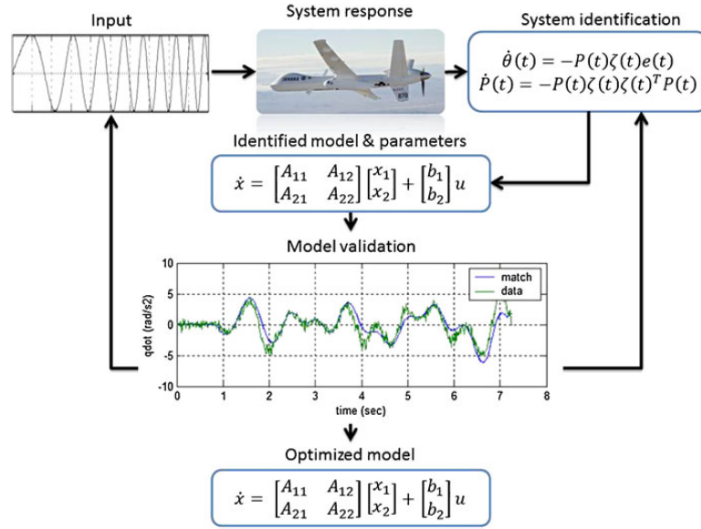 Input
System response
System identification
θ̇(t) = −P(t)ζ(t)e(t)
Ṗ(t) = −P(t)ζ(t)ζ(t)ᵀP(t)
870
Identified model & parameters
ẋ = [A₁₁ A₁₂ A₂₁ A₂₂] [x₁ x₂] + [b₁ b₂] u
Model validation
10
5
0
-5
-10
qdot (rad/s2)
match
data
0 1 2 3 4 5 6 7 8
time (sec)
Optimized model
ẋ = [A₁₁ A₁₂ A₂₁ A₂₂] [x₁ x₂] + [b₁ b₂] u